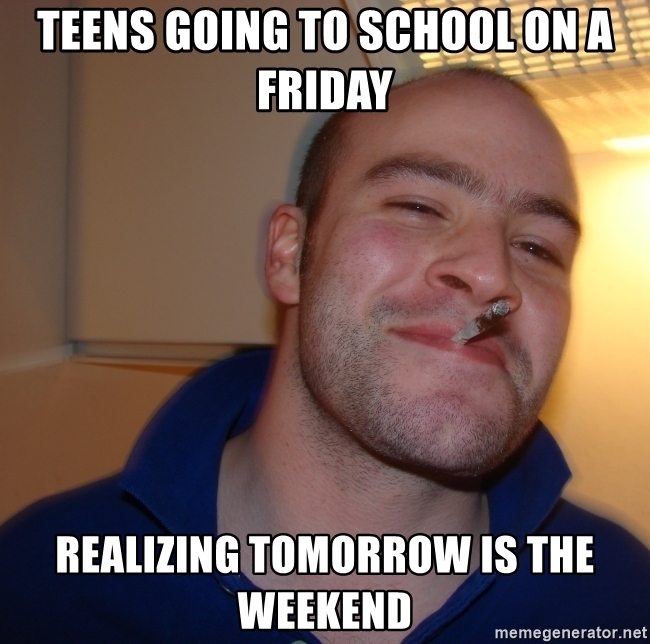 TEENS GOING TO SCHOOL ON A
FRIDAY
REALIZING TOMORROW IS THE
WEEKEND
memegenerator.net